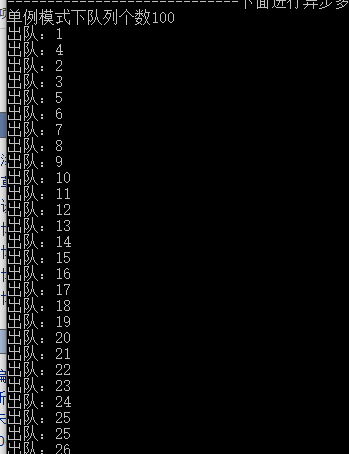 ----------------------------下面进行异步多
单例模式下队列个数100
出队：1
出队：4
出队：2
出队：3
出队：5
出队：6
出队：7
出队：8
出队：9
出队：10
出队：11
出队：12
出队：13
出队：14
出队：15
出队：16
出队：17
出队：18
出队：19
出队：20
出队：21
出队：22
出队：23
出队：24
出队：25
出队：25
出队：26